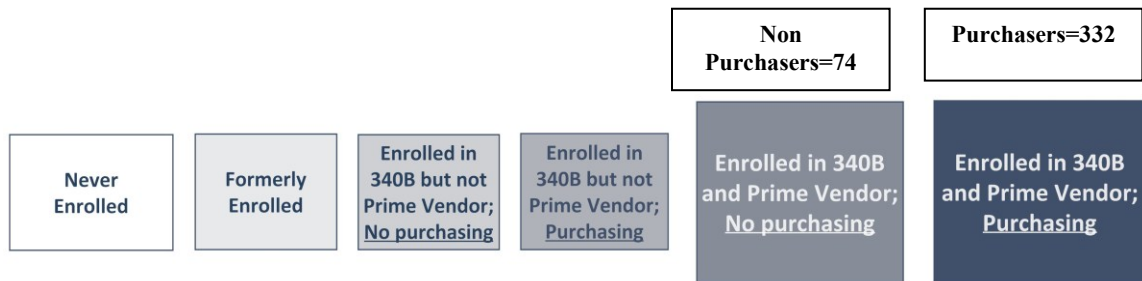 Non
Purchasers=74
Purchasers=332
Never
Enrolled
Formerly
Enrolled
Enrolled in
340B but not
Prime Vendor;
No purchasing
Enrolled in
340B but not
Prime Vendor;
Purchasing
Enrolled in 340B
and Prime Vendor;
No purchasing
Enrolled in 340B
and Prime Vendor;
Purchasing